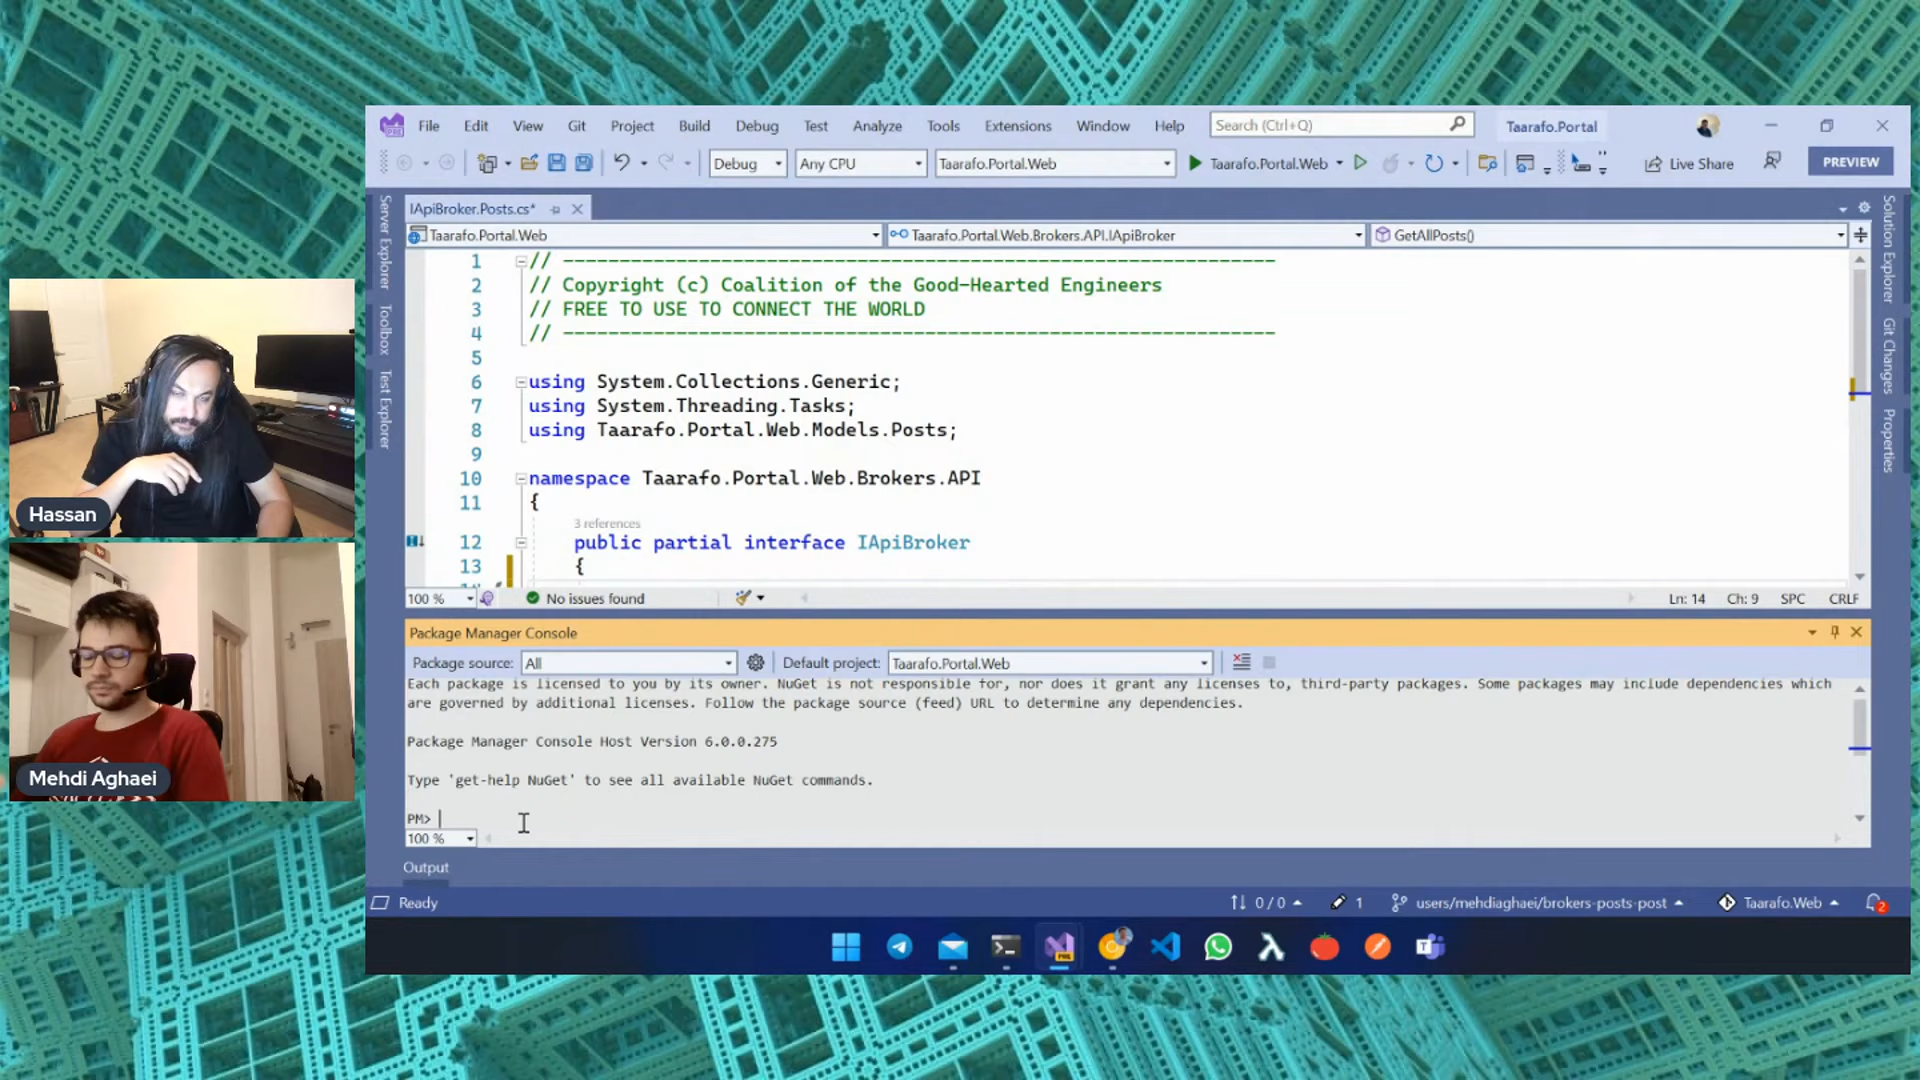 File Edit View Git Project Build Debug Test Analyze Tools Extensions Window Help Search (Ctrl+Q) Taarafo.Portal
Debug Any CPU Taarafo.Portal.Web Taarafo.Portal.Web Live Share PREVIEW
Server Explorer
Toolbox
Test Explorer
IApiBroker.Posts.cs*
Taarafo.Portal.Web Taarafo.Portal.Web.Brokers.API.IApiBroker GetAllPosts()
1 // ---------------------------------------------------------------
2 // Copyright (c) Coalition of the Good-Hearted Engineers
3 // FREE TO USE TO CONNECT THE WORLD
4 // ---------------------------------------------------------------
5
6 using System.Collections.Generic;
7 using System.Threading.Tasks;
8 using Taarafo.Portal.Web.Models.Posts;
9
10 namespace Taarafo.Portal.Web.Brokers.API
11 {
3 references
12 public partial interface IApiBroker
13 {
100 % No issues found Ln: 14 Ch: 9 SPC CRLF
Solution Explorer
Git Changes
Properties
Package Manager Console
Package source: All Default project: Taarafo.Portal.Web
Each package is licensed to you by its owner. NuGet is not responsible for, nor does it grant any licenses to, third-party packages. Some packages may include dependencies which
are governed by additional licenses. Follow the package source (feed) URL to determine any dependencies.
Package Manager Console Host Version 6.0.0.275
Type 'get-help NuGet' to see all available NuGet commands.
PM>
100 %
Output
Ready 0 / 0 1 users/mehdiaghaei/brokers-posts-post Taarafo.Web 2
Hassan
Mehdi Aghaei